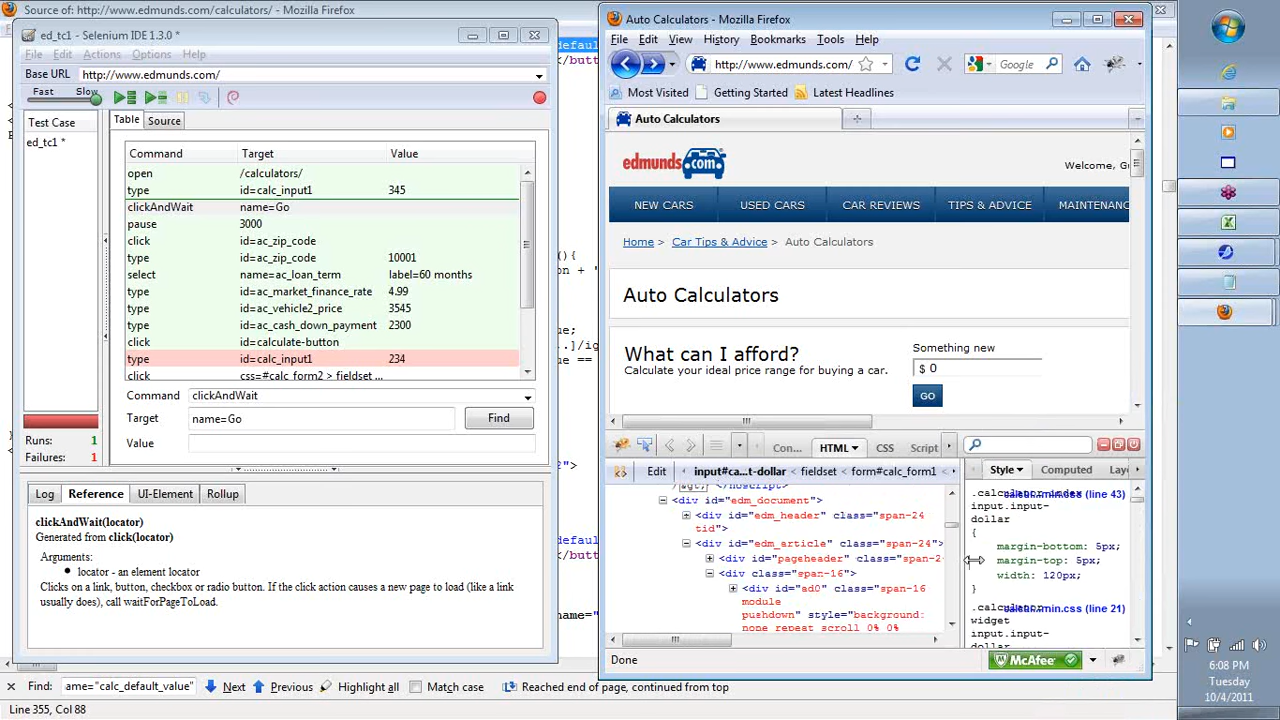 Source of: http://www.edmunds.com/calculators/ - Mozilla Firefox
ed_tc1 - Selenium IDE 1.3.0 *
File Edit Actions Options Help
Base URL http://www.edmunds.com/
Fast Slow
Test Case
ed_tc1 *
Runs: 1
Failures: 1
Table Source
Command Target Value
open /calculators/
type id=calc_input1 345
clickAndWait name=Go
pause 3000
click id=ac_zip_code
type id=ac_zip_code 10001
select name=ac_loan_term label=60 months
type id=ac_market_finance_rate 4.99
type id=ac_vehicle2_price 3545
type id=ac_cash_down_payment 2300
click id=calculate-button
type id=calc_input1 234
click css=#calc_form2 > fieldset ...
Command clickAndWait
Target name=Go Find
Value
Log Reference UI-Element Rollup
clickAndWait(locator)
Generated from click(locator)
Arguments:
• locator - an element locator
Clicks on a link, button, checkbox or radio button. If the click action causes a new page to load (like a link
usually does), call waitForPageToLoad.
Auto Calculators - Mozilla Firefox
File Edit View History Bookmarks Tools Help
http://www.edmunds.com/ Google
Most Visited Getting Started Latest Headlines
Auto Calculators
edmunds.com
Welcome, Gu
NEW CARS USED CARS CAR REVIEWS TIPS & ADVICE MAINTENANC
Home > Car Tips & Advice > Auto Calculators
Auto Calculators
What can I afford?
Calculate your ideal price range for buying a car.
Something new
$ 0
GO
Con... HTML CSS Script
Edit input#ca...t-dollar < fieldset < form#calc_form1
/&gt; </noscript>
<div id="edm_document">
<div id="edm_header" class="span-24
tid">
<div id="edm_article" class="span-24">
<div id="pageheader" class="span-2
<div class="span-16">
<div id="ad0" class="span-16
module
pushdown" style="background:
none repeat scroll 0% 0%
Style Computed Layo
input.input-
dollar
{
margin-bottom: 5px;
margin-top: 5px;
width: 120px;
}
widget
input.input-
dollar
Done
McAfee
Find: ame="calc_default_value" Next Previous Highlight all Match case Reached end of page, continued from top
Line 355, Col 88
6:08 PM
Tuesday
10/4/2011